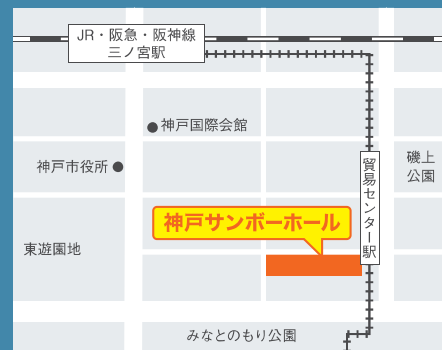 JR・阪急・阪神線
三ノ宮駅
神戸国際会館
神戸市役所
貿易センター駅
磯上
公園
神戸サンボーホール
東遊園地
みなとのもり公園